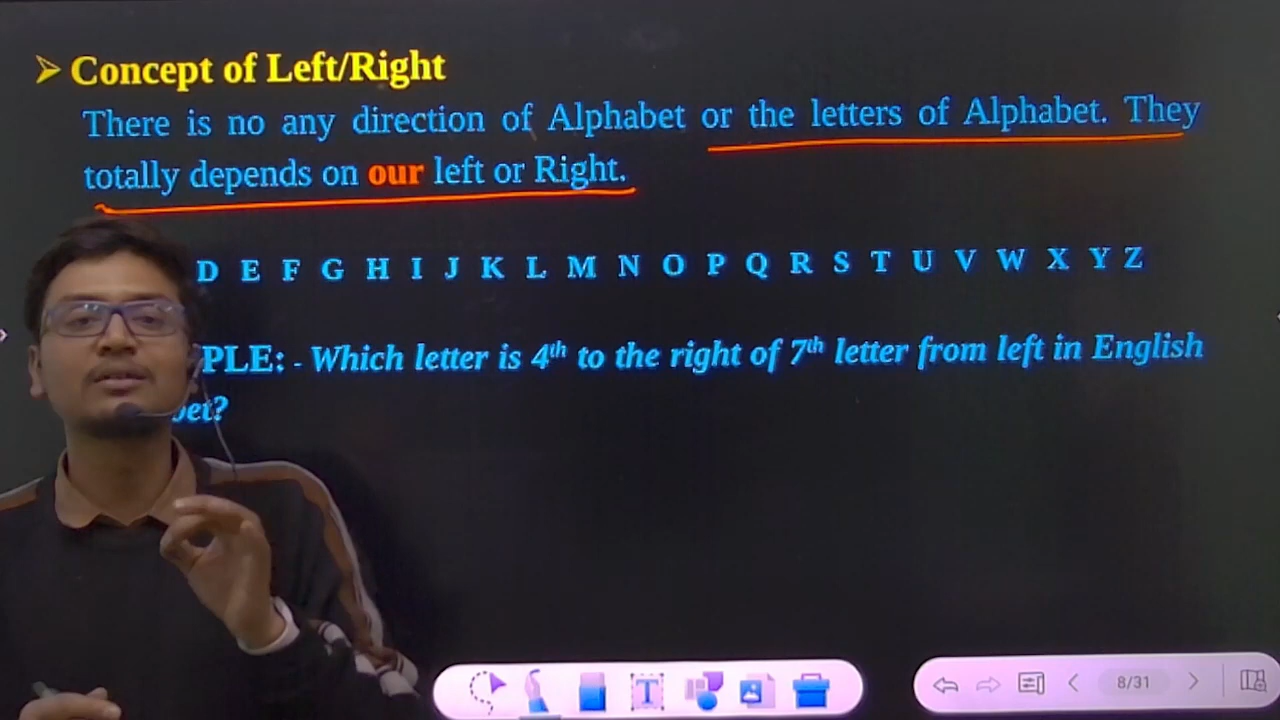 ➢ Concept of Left/Right
There is no any direction of Alphabet or the letters of Alphabet. They
totally depends on our left or Right.
D E F G H I J K L M N O P Q R S T U V W X Y Z
PLE: - Which letter is 4th to the right of 7th letter from left in English
bet?
T
8/31